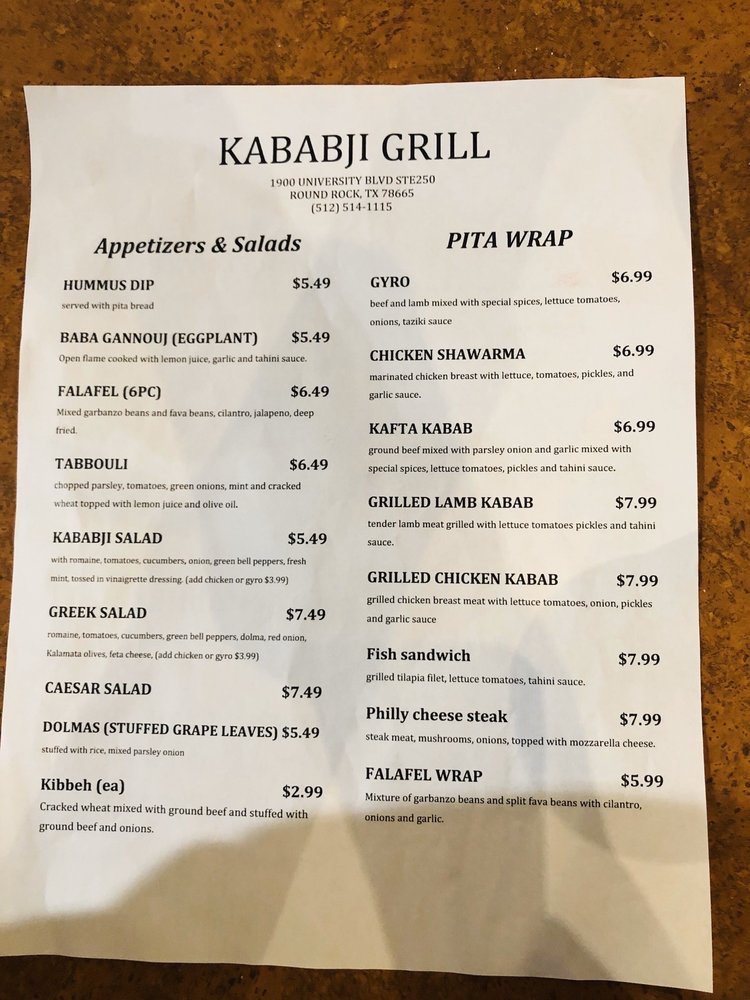 KABABJI GRILL
1900 UNIVERSITY BLVD STE250
ROUND ROCK, TX 78665
(512) 514-1115
Appetizers & Salads
HUMMUS DIP $5.49
served with pita bread
BABA GANNOUJ (EGGPLANT) $5.49
Open flame cooked with lemon juice, garlic and tahini sauce.
FALAFEL (6PC) $6.49
Mixed garbanzo beans and fava beans, cilantro, jalapeno, deep
fried.
TABBOULI $6.49
chopped parsley, tomatoes, green onions, mint and cracked
wheat topped with lemon juice and olive oil.
KABABJI SALAD $5.49
with romaine, tomatoes, cucumbers, onion, green bell peppers, fresh
mint, tossed in vinaigrette dressing. (add chicken or gyro $3.99)
GREEK SALAD $7.49
romaine, tomatoes, cucumbers, green bell peppers, dolma, red onion,
Kalamata olives, feta cheese, (add chicken or gyro $3.99)
CAESAR SALAD $7.49
DOLMAS (STUFFED GRAPE LEAVES) $5.49
stuffed with rice, mixed parsley onion
Kibbeh (ea) $2.99
Cracked wheat mixed with ground beef and stuffed with
ground beef and onions.
PITA WRAP
GYRO $6.99
beef and lamb mixed with special spices, lettuce tomatoes,
onions, taziki sauce
CHICKEN SHAWARMA $6.99
marinated chicken breast with lettuce, tomatoes, pickles, and
garlic sauce.
KAFTA KABAB $6.99
ground beef mixed with parsley onion and garlic mixed with
special spices, lettuce tomatoes, pickles and tahini sauce.
GRILLED LAMB KABAB $7.99
tender lamb meat grilled with lettuce tomatoes pickles and tahini
sauce.
GRILLED CHICKEN KABAB $7.99
grilled chicken breast meat with lettuce tomatoes, onion, pickles
and garlic sauce
Fish sandwich $7.99
grilled tilapia filet, lettuce tomatoes, tahini sauce.
Philly cheese steak $7.99
steak meat, mushrooms, onions, topped with mozzarella cheese.
FALAFEL WRAP $5.99
Mixture of garbanzo beans and split fava beans with cilantro,
onions and garlic.